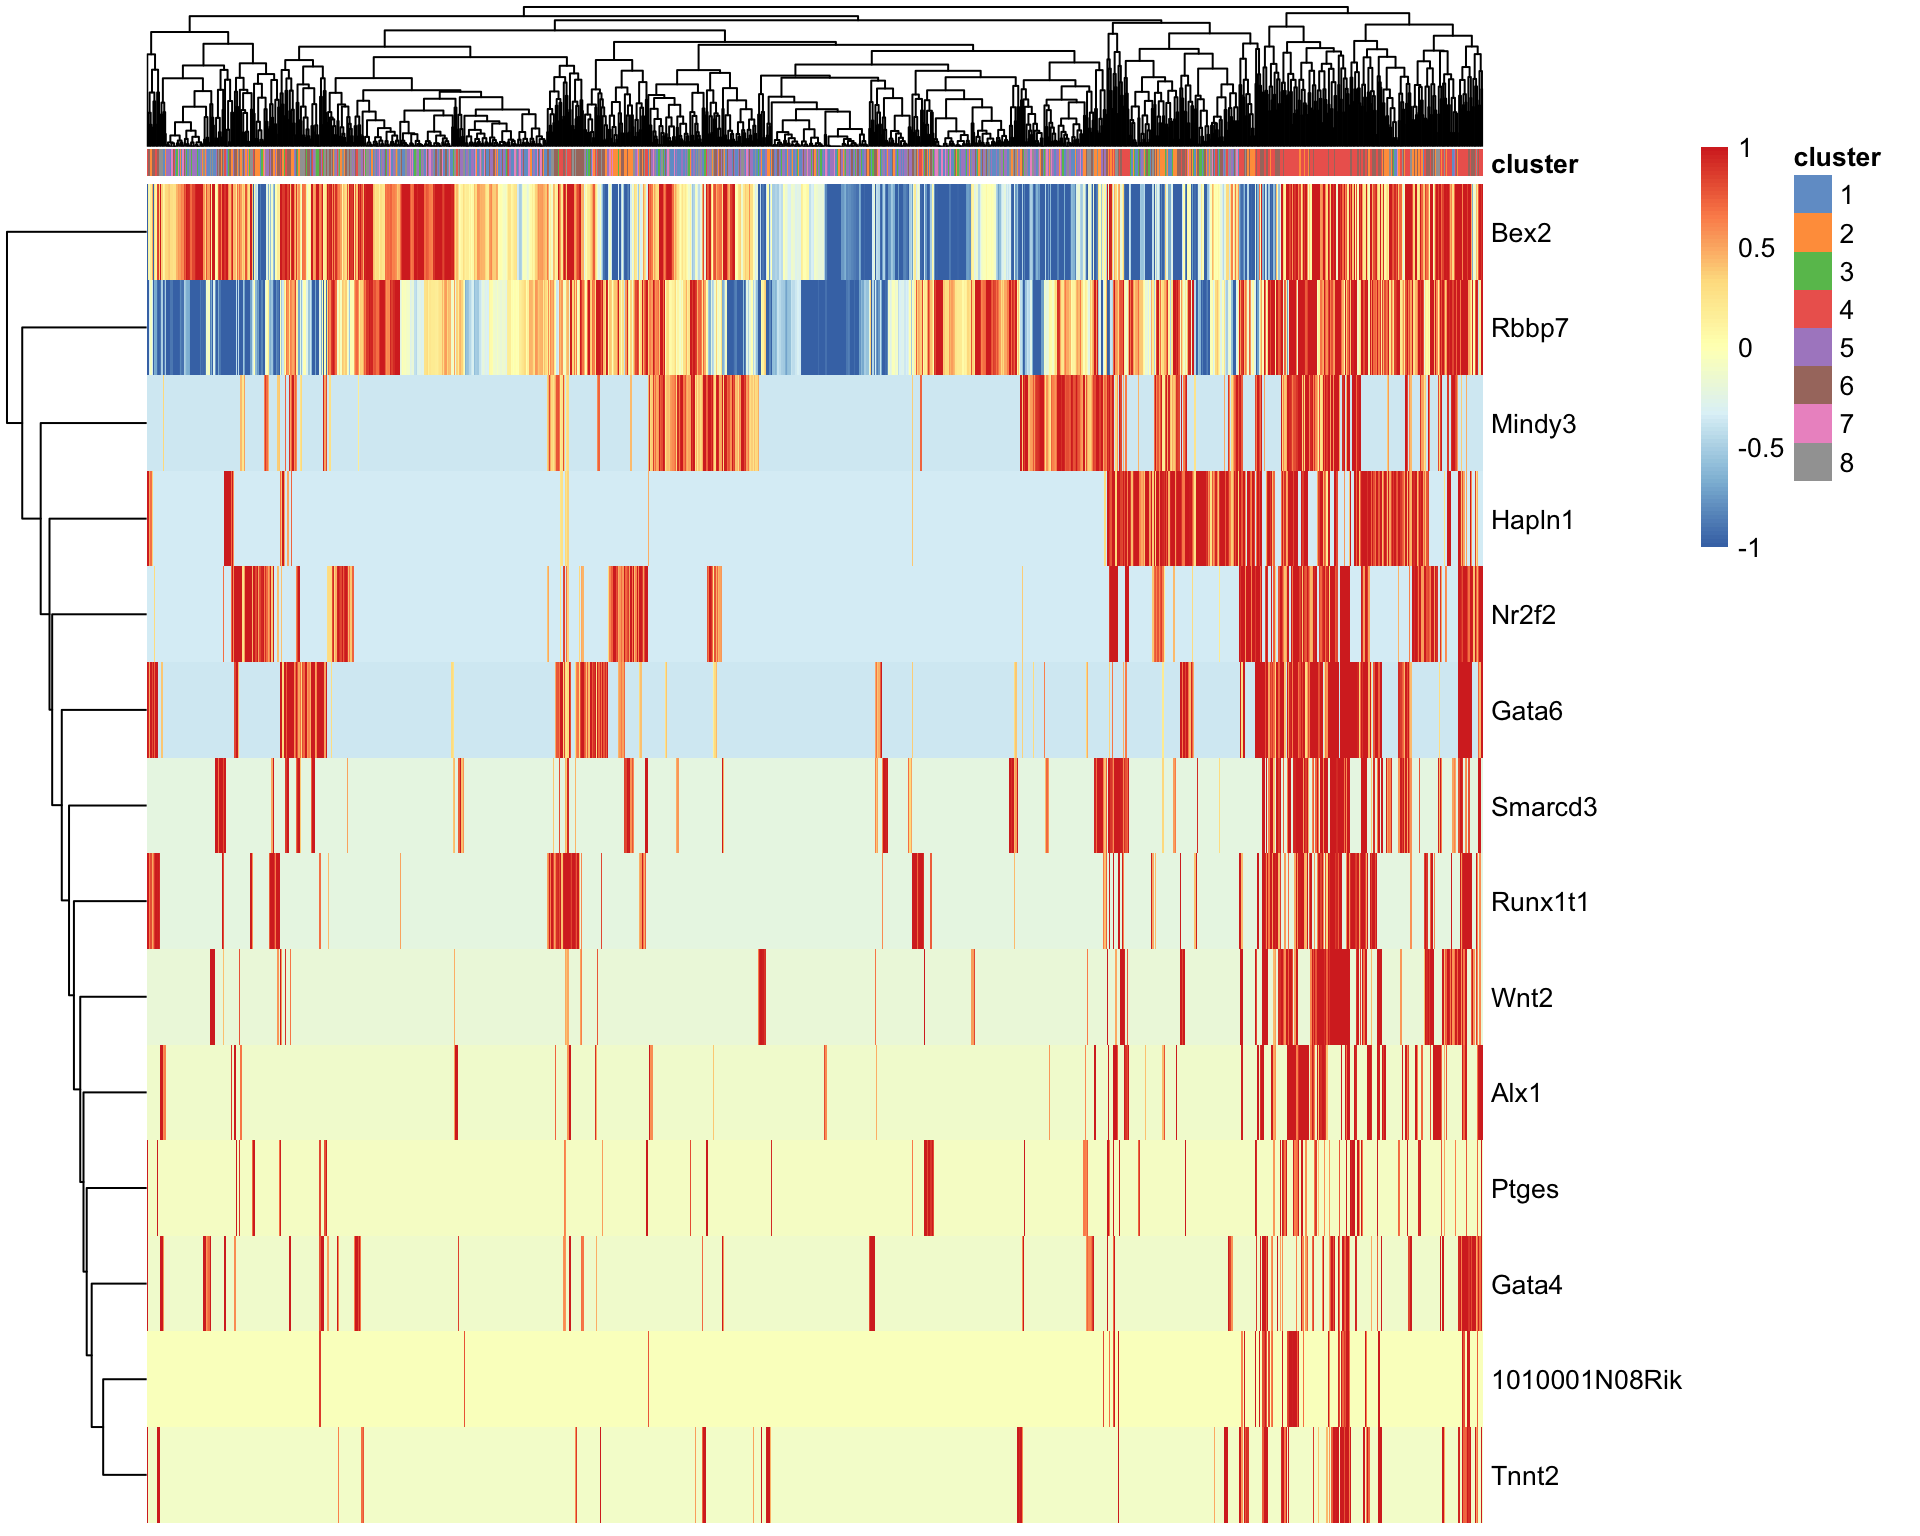 cluster
Bex2
Rbbp7
Mindy3
Hapln1
Nr2f2
Gata6
Smarcd3
Runx1t1
Wnt2
Alx1
Ptges
Gata4
1010001N08Rik
Tnnt2
1
0.5
0
-0.5
-1
cluster
1
2
3
4
5
6
7
8